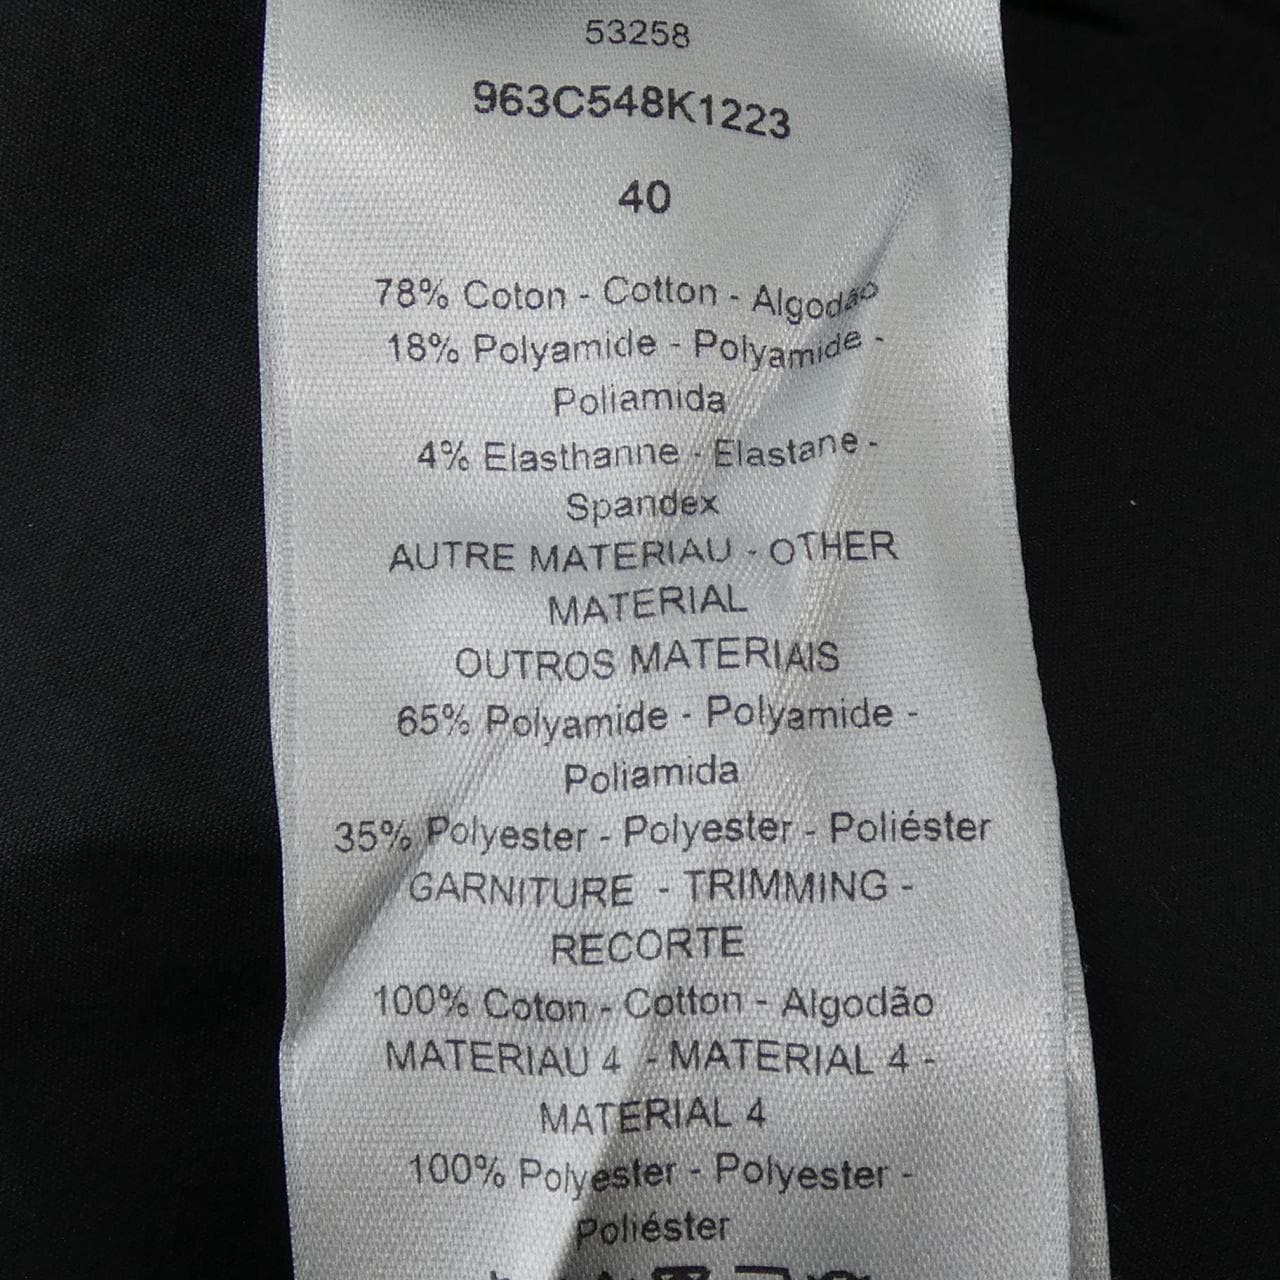 53258
963C548K1223
40
78% Coton - Cotton - Algodão
18% Polyamide - Polyamide -
Poliamida
4% Elasthanne - Elastane -
Spandex
AUTRE MATERIAU - OTHER
MATERIAL
OUTROS MATERIAIS
65% Polyamide - Polyamide -
Poliamida
35% Polyester - Polyester - Poliéster
GARNITURE - TRIMMING -
RECORTE
100% Coton - Cotton - Algodão
MATERIAU 4 - MATERIAL 4 -
MATERIAL 4
100% Polyester - Polyester -
Poliéster